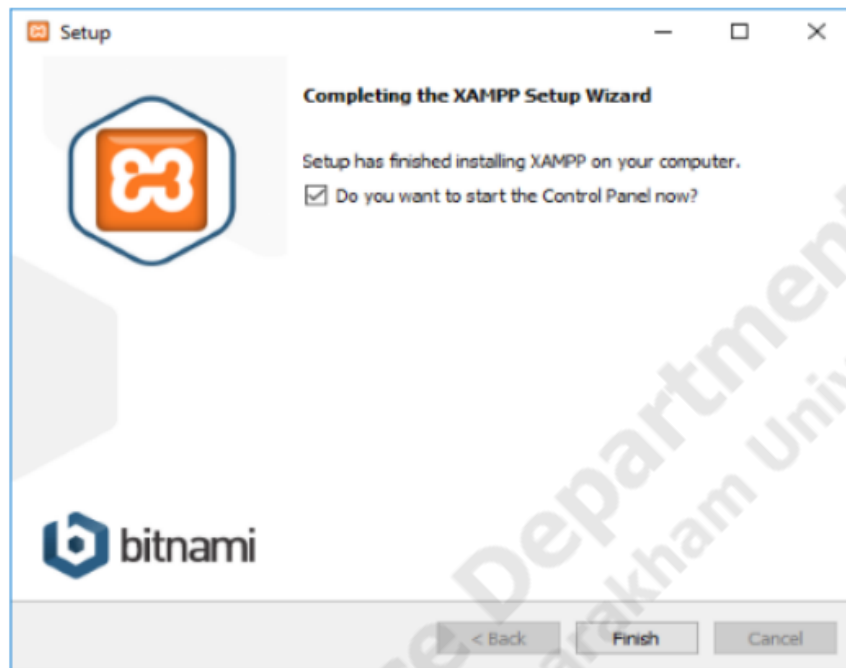 Setup
Completing the XAMPP Setup Wizard
Setup has finished installing XAMPP on your computer.
Do you want to start the Control Panel now?
bitnami
< Back
Finish
Cancel